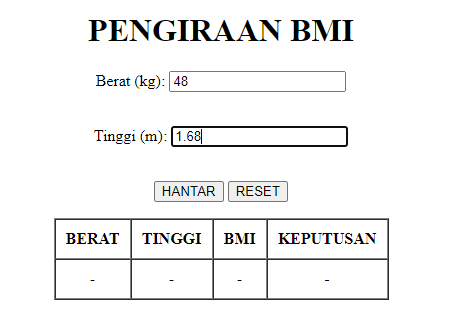 PENGIRAAN BMI
Berat (kg): 48
Tinggi (m): 1.68
HANTAR RESET
BERAT TINGGI BMI KEPUTUSAN
- - - -